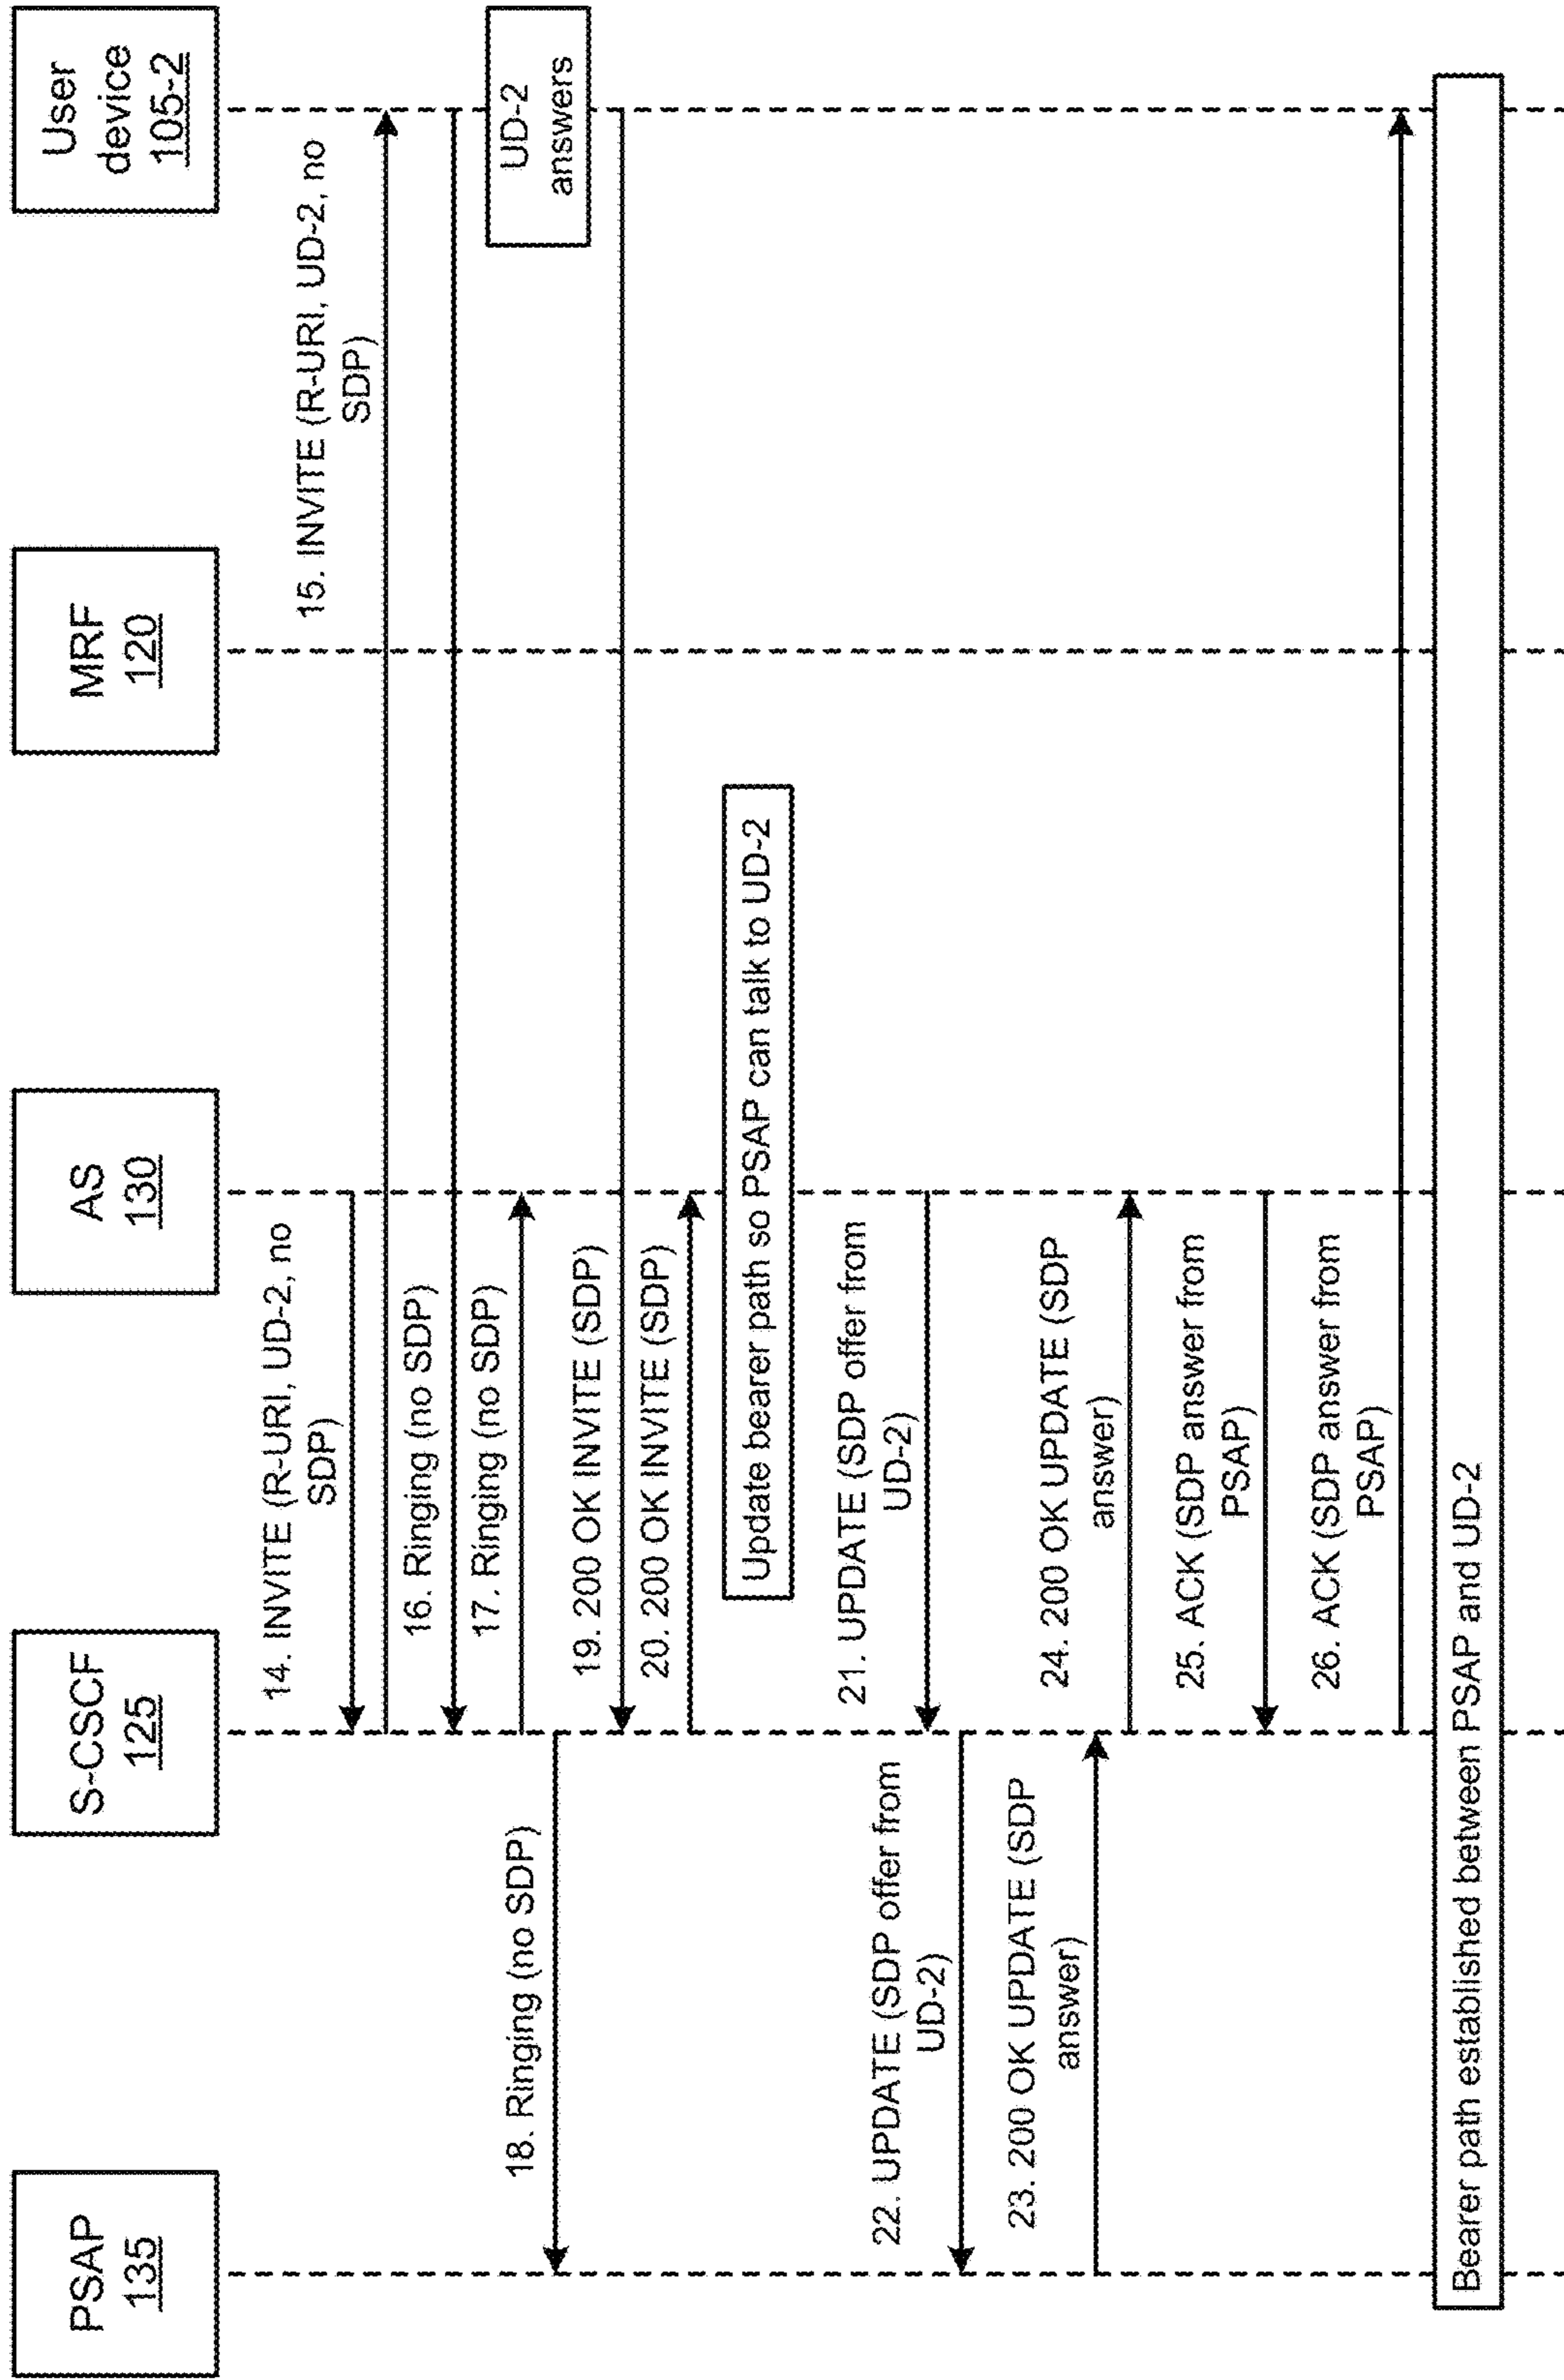 PSAP
135
S-CSCF
125
AS
130
MRF
120
User
device
105-2
14. INVITE (R-URI, UD-2, no
SDP)
15. INVITE (R-URI, UD-2, no
SDP)
16. Ringing (no SDP)
17. Ringing (no SDP)
18. Ringing (no SDP)
UD-2
answers
19. 200 OK INVITE (SDP)
20. 200 OK INVITE (SDP)
Update bearer path so PSAP can talk to UD-2
21. UPDATE (SDP offer from
UD-2)
22. UPDATE (SDP offer from
UD-2)
23. 200 OK UPDATE (SDP
answer)
24. 200 OK UPDATE (SDP
answer)
25. ACK (SDP answer from
PSAP)
26. ACK (SDP answer from
PSAP)
Bearer path established between PSAP and UD-2